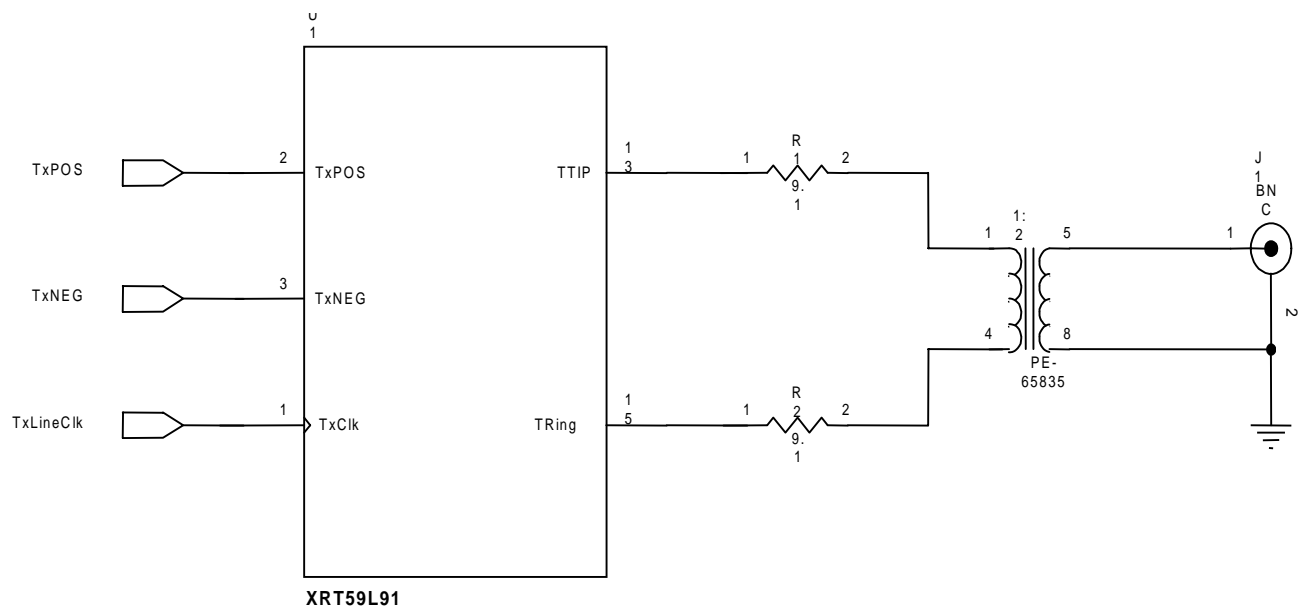 U
1
TxPOS
2
TxPOS
TTIP
1
3
1
R
1
9.
1
2
J
1
BN
C
1:
2
1
5
1
TxNEG
3
TxNEG
2
4
8
PE-
65835
TxLineClk
1
TxClk
TRing
1
5
1
R
2
9.
1
2
XRT59L91